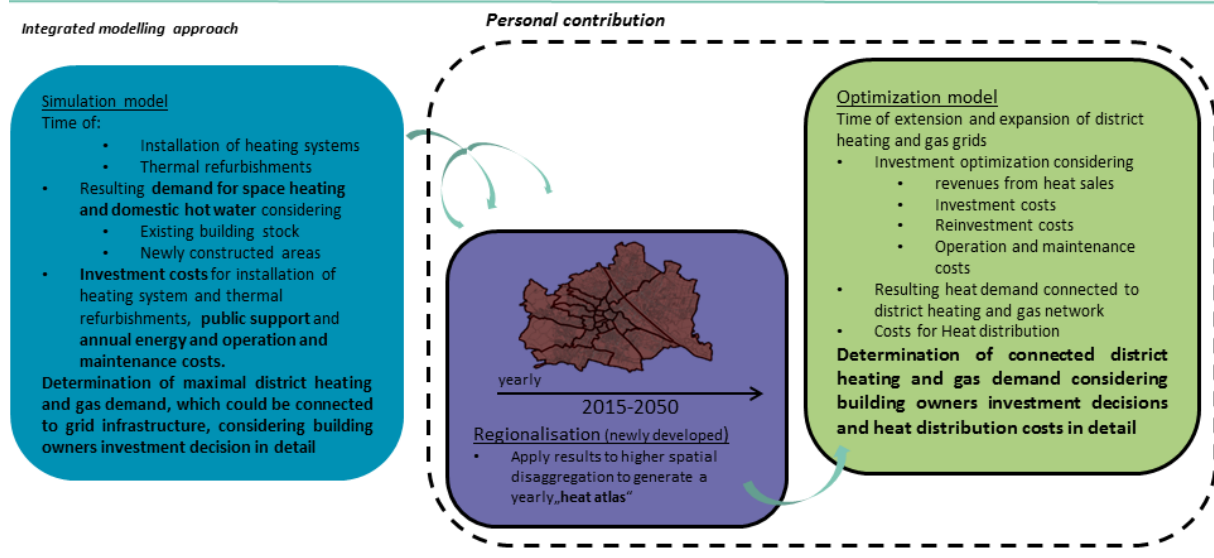 Integrated modelling approach
Personal contribution
Simulation model
Time of:
• Installation of heating systems
• Thermal refurbishments
• Resulting demand for space heating
and domestic hot water considering
• Existing building stock
• Newly constructed areas
• Investment costs for installation of
heating system and thermal
refurbishments, public support and
annual energy and operation and
maintenance costs.
Determination of maximal district heating
and gas demand, which could be connected
to grid infrastructure, considering building
owners investment decision in detail
yearly
2015-2050
Regionalisation (newly developed)
• Apply results to higher spatial
disaggregation to generate a
yearly„heat atlas“
Optimization model
Time of extension and expansion of district
heating and gas grids
• Investment optimization considering
• revenues from heat sales
• Investment costs
• Reinvestment costs
• Operation and maintenance
costs
• Resulting heat demand connected to
district heating and gas network
• Costs for Heat distribution
Determination of connected district
heating and gas demand considering
building owners investment decisions
and heat distribution costs in detail